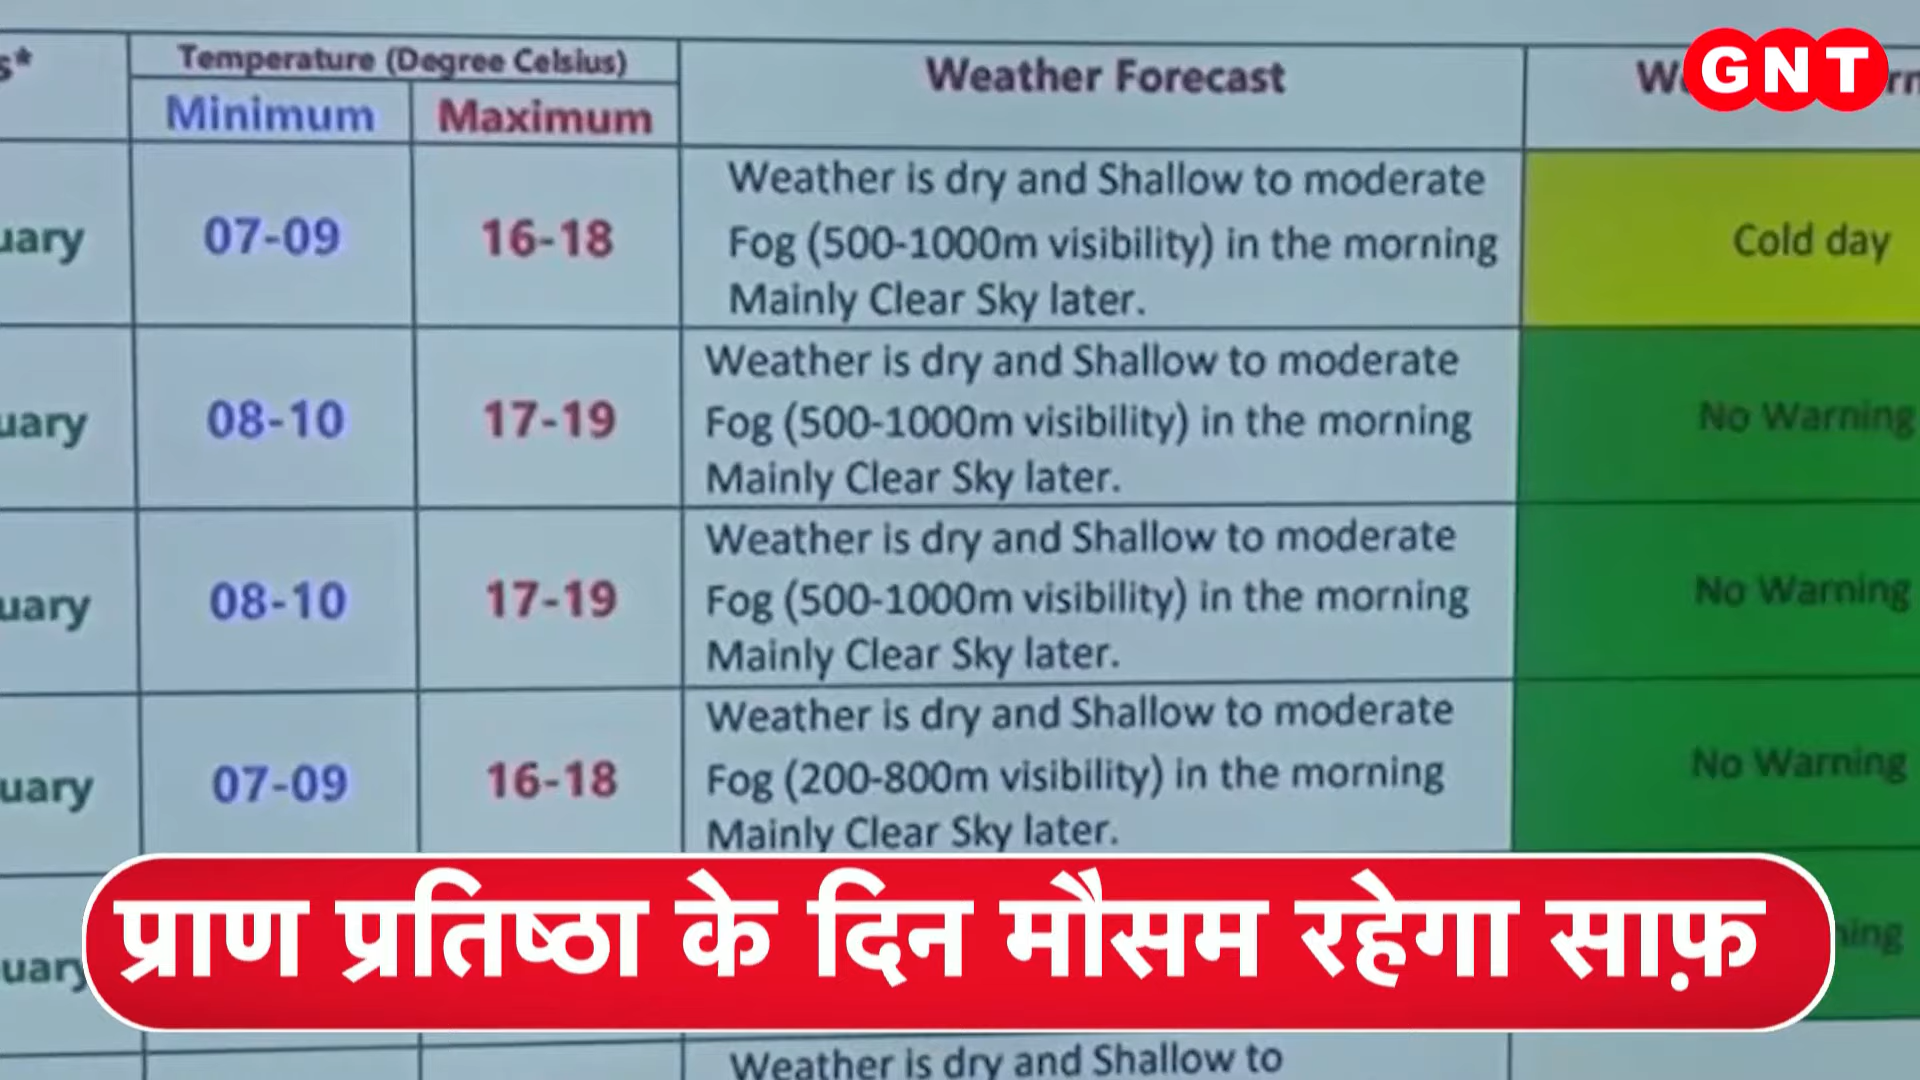 Temperature (Degree Celsius)
Weather Forecast
GNT
Minimum
Maximum
07-09
16-18
Weather is dry and Shallow to moderate
Fog (500-1000m visibility) in the morning
Mainly Clear Sky later.
Cold day
08-10
17-19
Weather is dry and Shallow to moderate
Fog (500-1000m visibility) in the morning
Mainly Clear Sky later.
No Warning
08-10
17-19
Weather is dry and Shallow to moderate
Fog (500-1000m visibility) in the morning
Mainly Clear Sky later.
No Warning
07-09
16-18
Weather is dry and Shallow to moderate
Fog (200-800m visibility) in the morning
Mainly Clear Sky later.
No Warning
प्राण प्रतिष्ठा के दिन मौसम रहेगा साफ़
Weather is dry and Shallow to